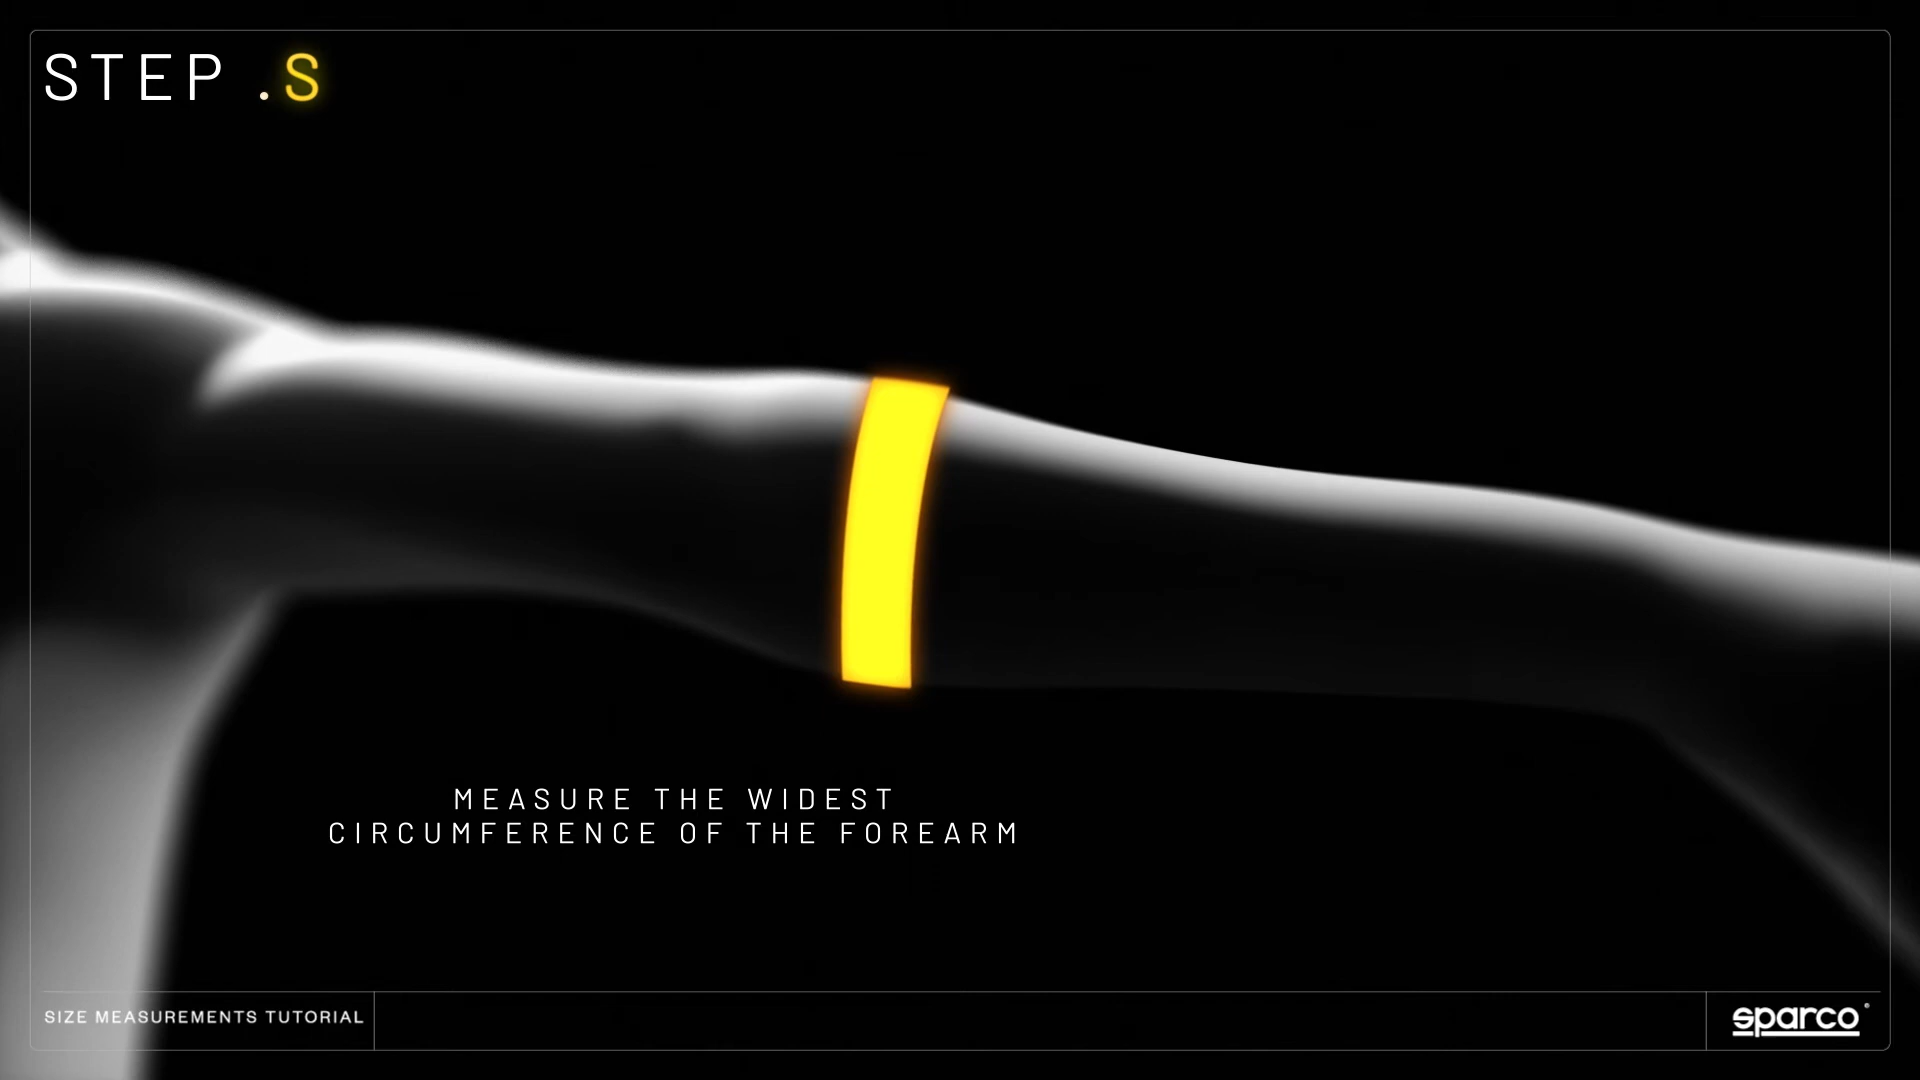 STEP .S
MEASURE THE WIDEST
CIRCUMFERENCE OF THE FOREARM
SIZE MEASUREMENTS TUTORIAL
sparco